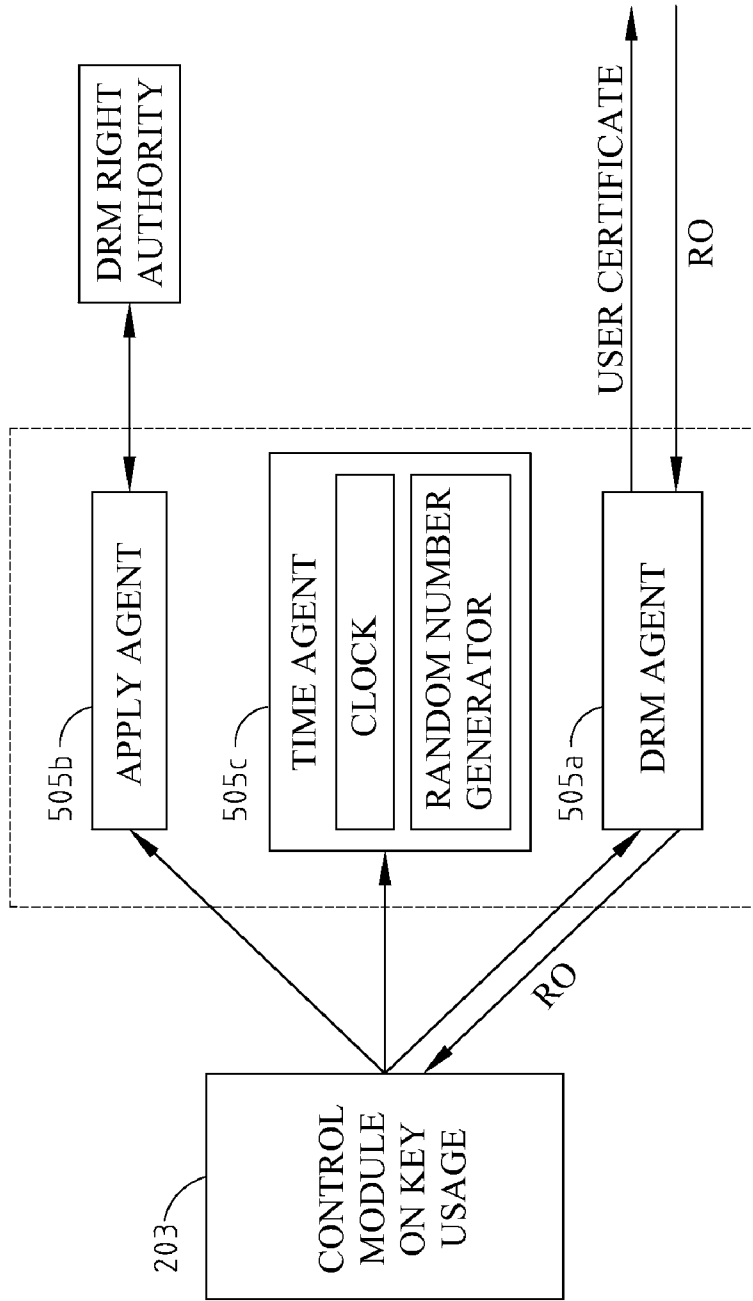 203
CONTROL
MODULE
ON KEY
USAGE
RO
505b
APPLY AGENT
505c
TIME AGENT
CLOCK
RANDOM NUMBER
GENERATOR
505a
DRM AGENT
DRM RIGHT
AUTHORITY
USER CERTIFICATE
RO